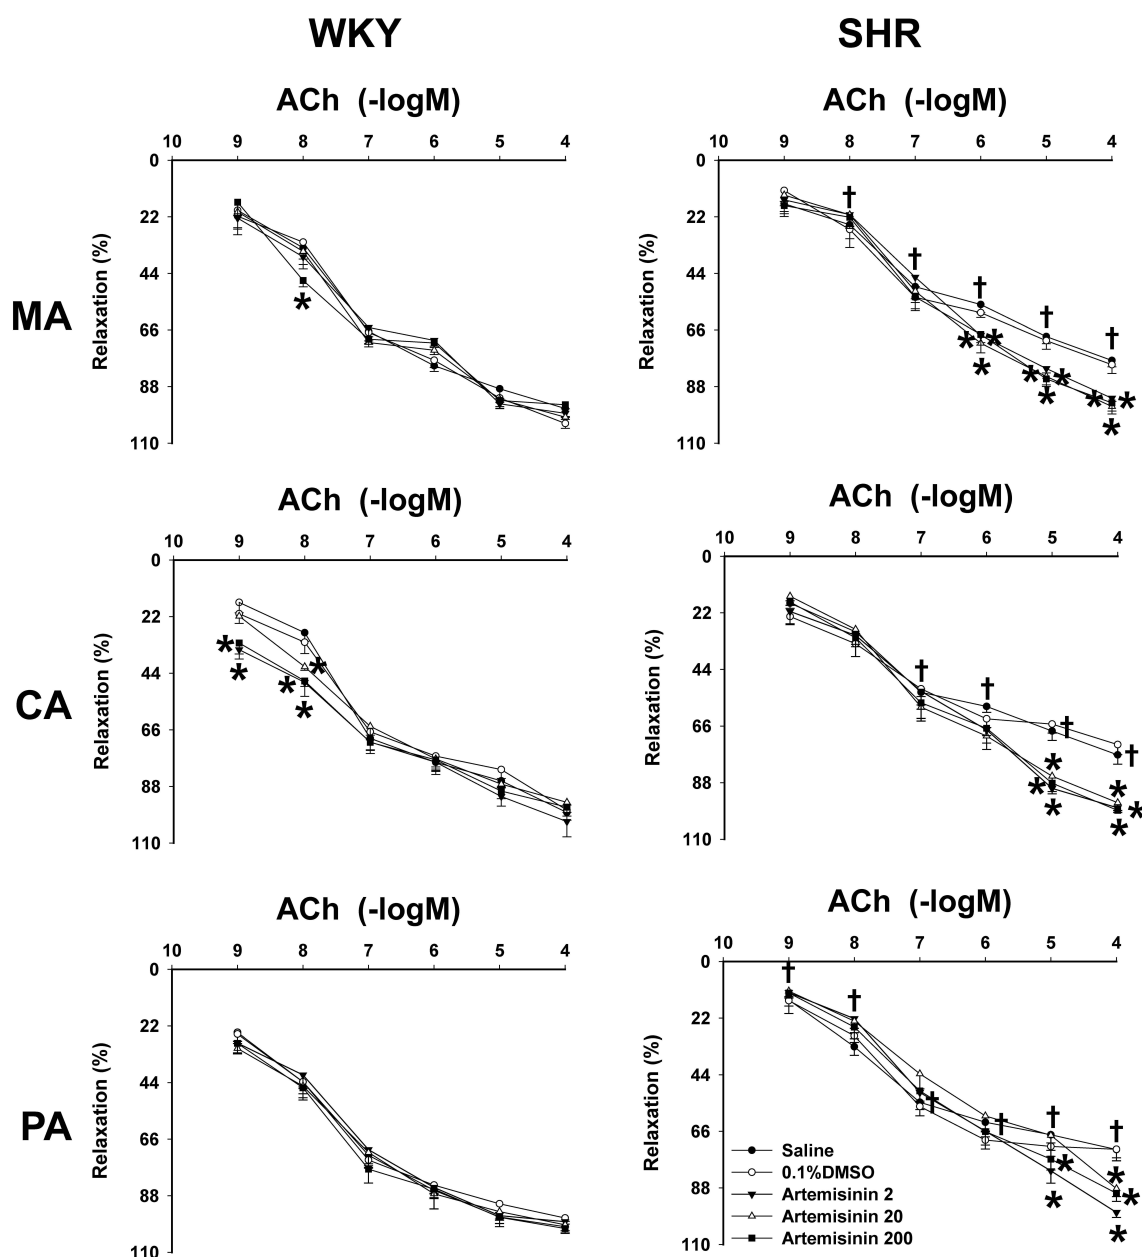 WKY SHR
ACh (-logM) ACh (-logM)
10 9 8 7 6 5 4 10 9 8 7 6 5 4
0 0
22 22
44 44
MA
Relaxation (%) Relaxation (%)
† † † † †
* * * * * * * * * *
66 66
88 88
110 110
ACh (-logM) ACh (-logM)
10 9 8 7 6 5 4 10 9 8 7 6 5 4
0 0
22 22
44 44
CA
Relaxation (%) Relaxation (%)
* * * * * † † † †
* * * * * *
66 66
88 88
110 110
ACh (-logM) ACh (-logM)
10 9 8 7 6 5 4 10 9 8 7 6 5 4
0 0
22 22
44 44
PA
Relaxation (%) Relaxation (%)
† † † † † †
* * * * *
66 66
88 88
110 110
Saline
0.1%DMSO
Artemisinin 2
Artemisinin 20
Artemisinin 200